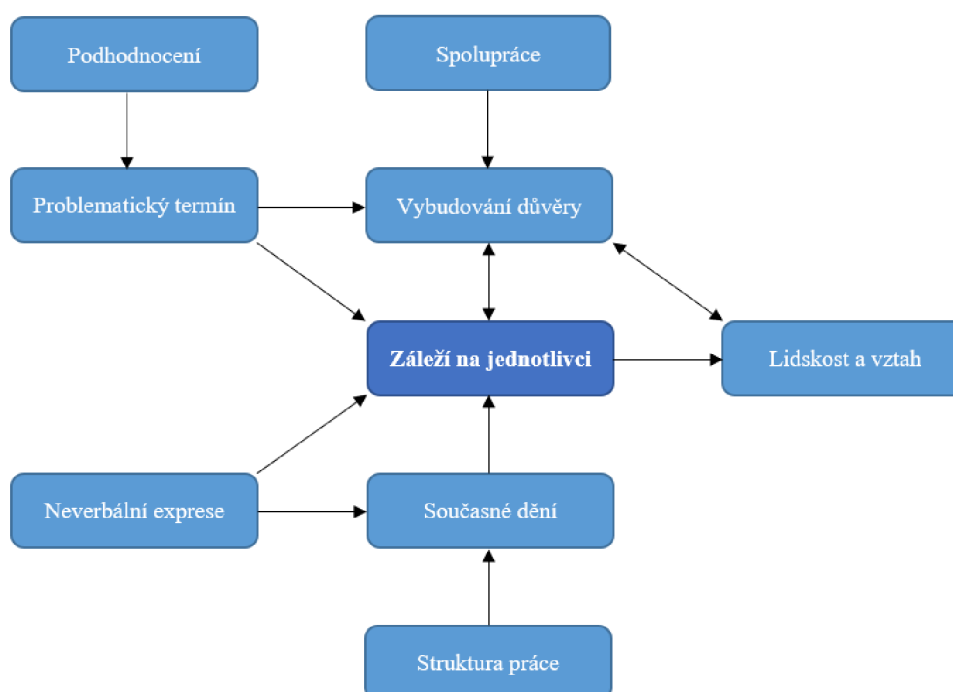 Podhodnocení
Spolupráce
Problematický termín
Vybudování důvěry
Záleží na jednotlivci
Lidskost a vztah
Neverbální exprese
Současné dění
Struktura práce